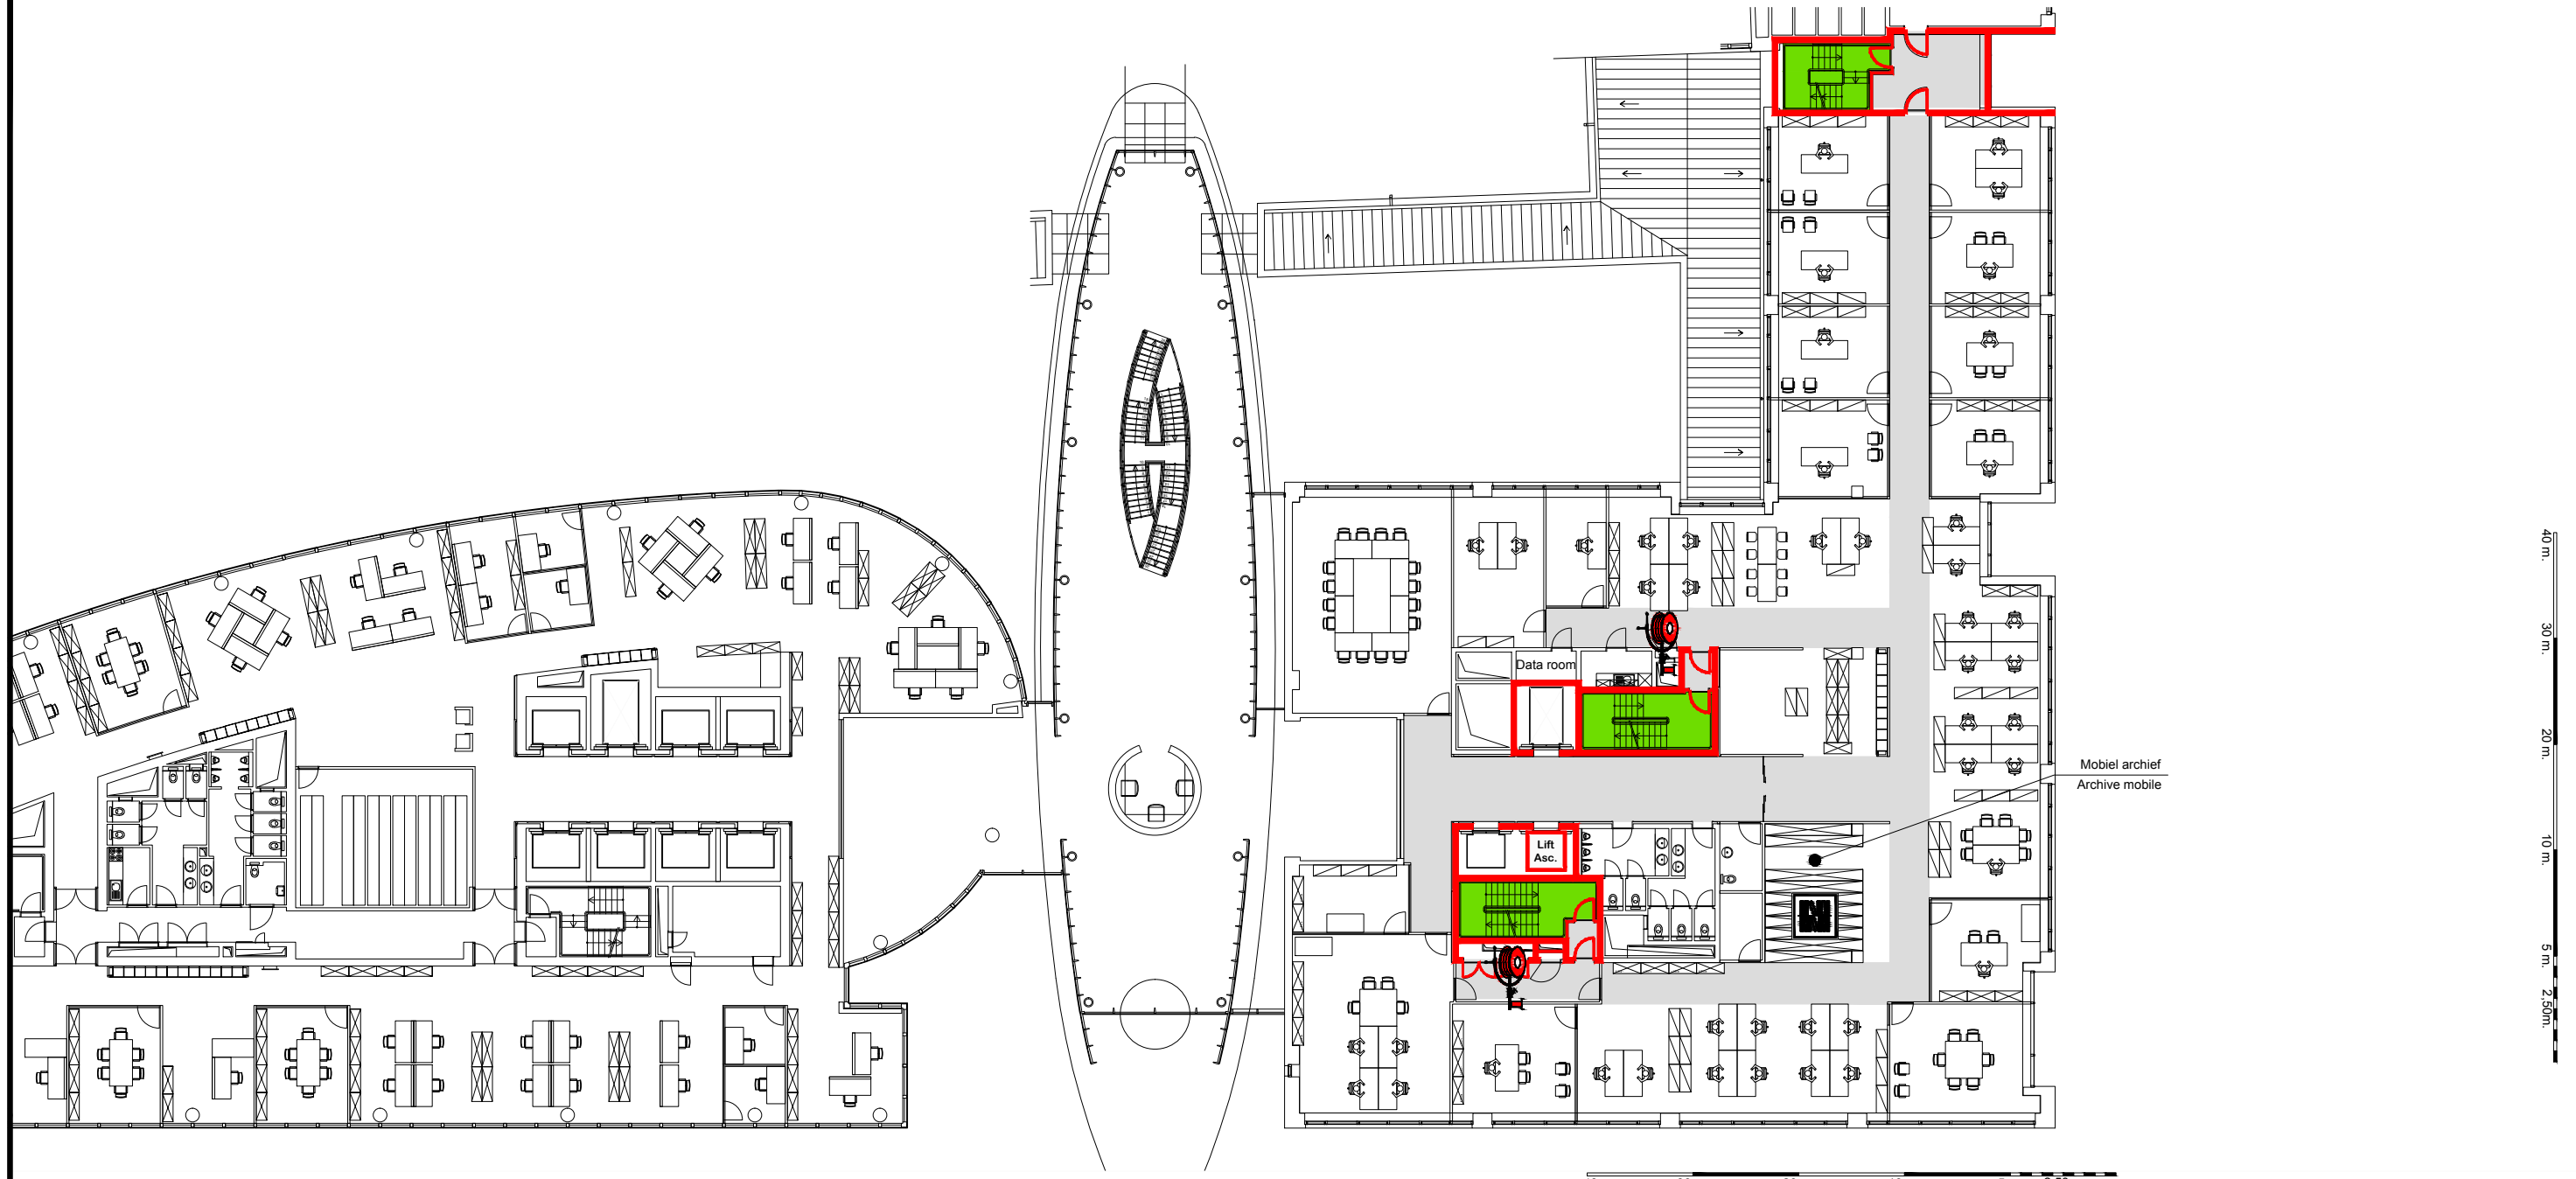 Data room
Mobiel archief
Archive mobile
Lift
Asc.
40 m.
30 m.
20 m.
10 m.
5 m.
2,50m.